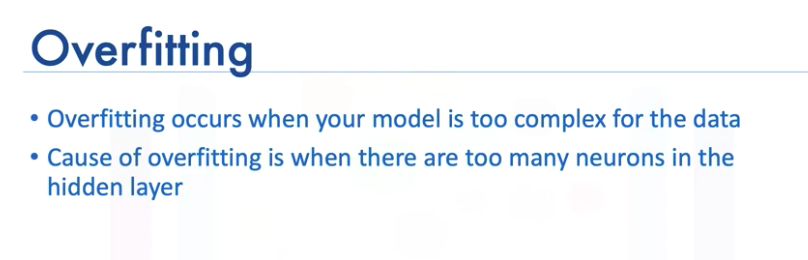 Overfitting
• Overfitting occurs when your model is too complex for the data
• Cause of overfitting is when there are too many neurons in the
hidden layer